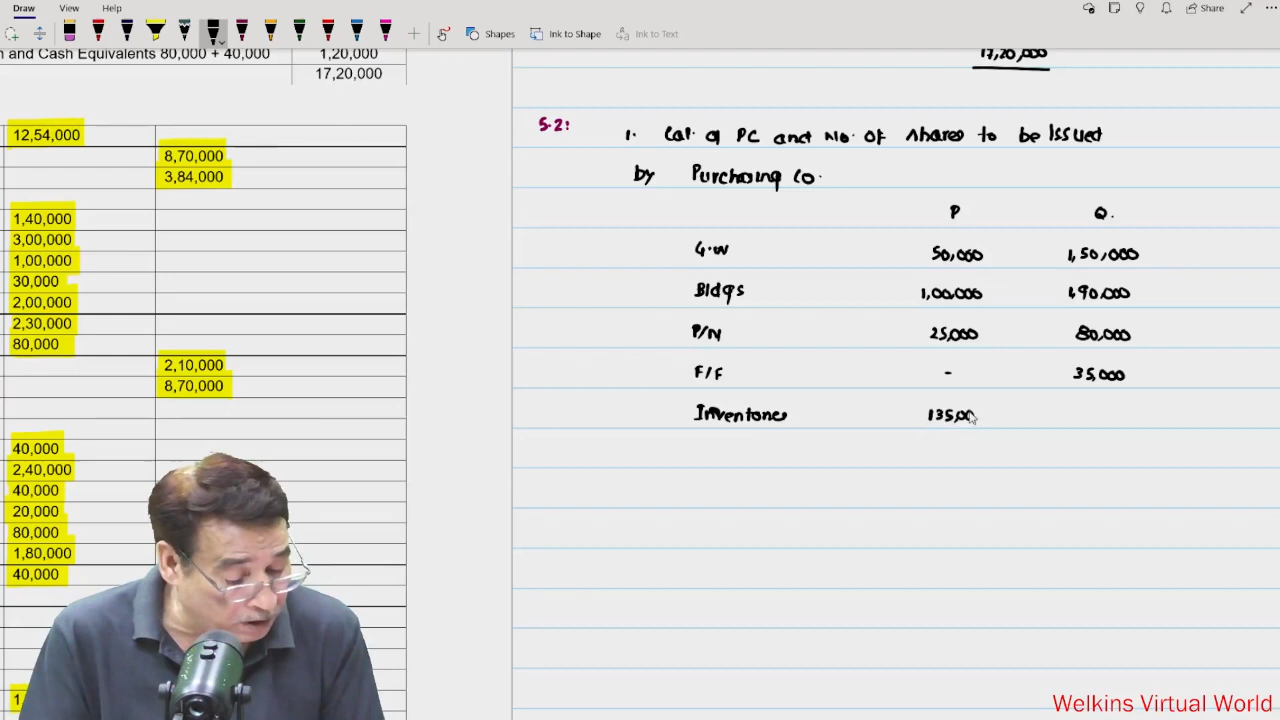 Draw View Help
Share
Shapes Ink to Shape Ink to Text
and Cash Equivalents 80,000 + 40,000 1,20,000
17,20,000
12,54,000
8,70,000
3,84,000
1,40,000
3,00,000
1,00,000
30,000
2,00,000
2,30,000
80,000
2,10,000
8,70,000
40,000
2,40,000
40,000
20,000
80,000
1,80,000
40,000
17,20,000
5.2: 1. Cal. of PC and No. of shares to be Issued
by Purchasing Co.
P Q.
G.W 50,000 1,50,000
Bldgs 1,00,000 1,90,000
P/M 25,000 80,000
F/F - 35,000
Inventories 135,00
Welkins Virtual World